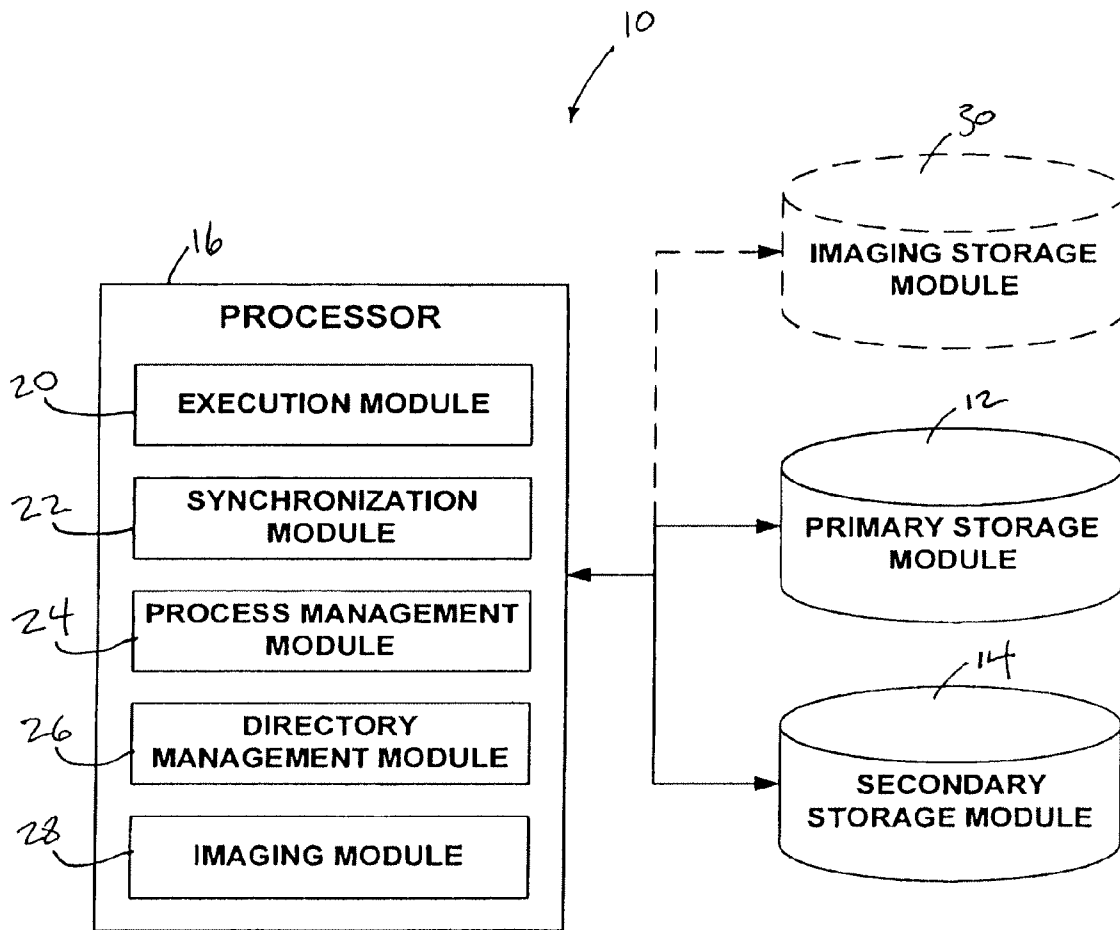 10
30
IMAGING STORAGE
MODULE
16
PROCESSOR
20
EXECUTION MODULE
12
PRIMARY STORAGE
MODULE
22
SYNCHRONIZATION
MODULE
24
PROCESS MANAGEMENT
MODULE
14
SECONDARY
STORAGE MODULE
26
DIRECTORY
MANAGEMENT MODULE
28
IMAGING MODULE